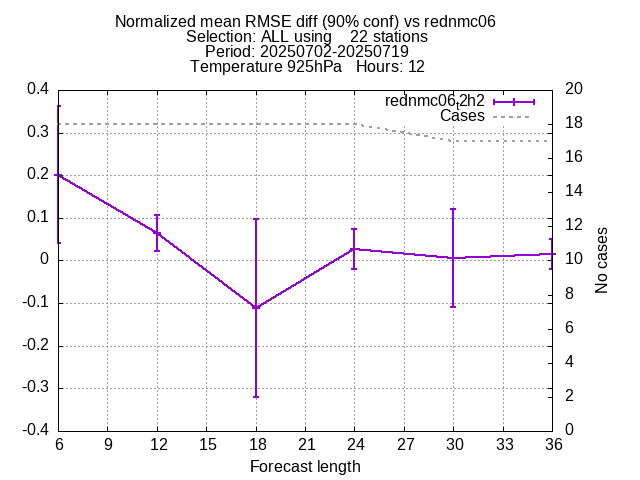 Normalized mean RMSE diff (90% conf) vs rednmc06
Selection: ALL using    22 stations
Period: 20250702-20250719
Temperature 925hPa   Hours: 12
rednmc06,2h2
Cases
0.4
0.3
0.2
0.1
0
-0.1
-0.2
-0.3
-0.4
20
18
16
14
12
10
8
6
4
2
0
No cases
6 9 12 15 18 21 24 27 30 33 36
Forecast length